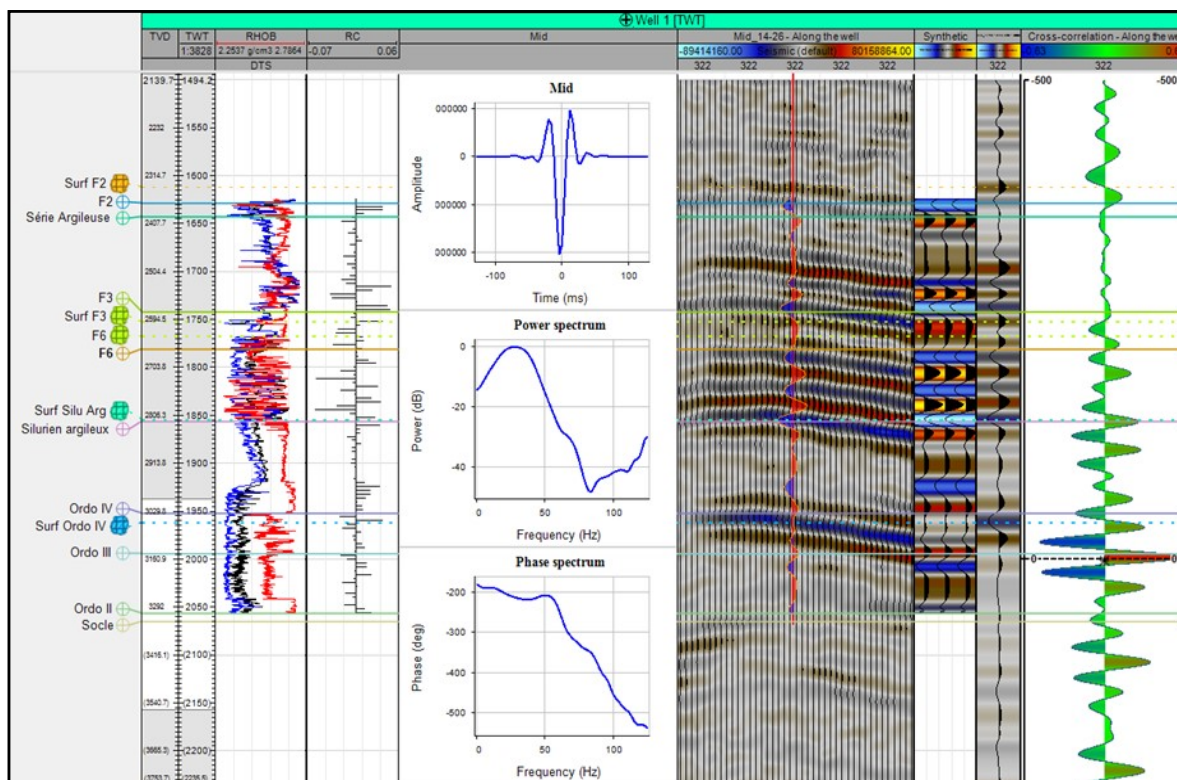 Well 1 [TWT]
TVD TWT RHOB RC Mid Mid_14-26 - Along the well Synthetic Cross-correlation - Along the we
1:3828 2.2537 g/cm3 2.7864 -0.07 0.06 -89414160.00 Seismic (default) 80158864.00 -0.83
DTS 322 322 322 322 322 322 322
2139.7 1494.2 -500 -500
Mid
000000
2232 1550
0
Surf F2 2314.7 1600
F2
Série Argileuse 2407.7 1650
000000
000000
Amplitude
-100 0 100
2504.4 1700
Time (ms)
F3
Surf F3 2594.5 1750
Power spectrum
F6
F6
2703.8 1800
0
-20
-40
Power (dB)
Surf Silu Arg 2806.3 1850
Silurien argileux
2913.8 1900
0 100
Frequency (Hz)
Ordo IV 3029.8 1950
Surf Ordo IV
Ordo III 3160.9 2000
Phase spectrum
0
-200
-300
-400
-500
Phase (deg)
Ordo II 3292 2050
Socle
(3416.1) (2100)
(3540.7) (2150)
0 100
Frequency (Hz)
(2200)